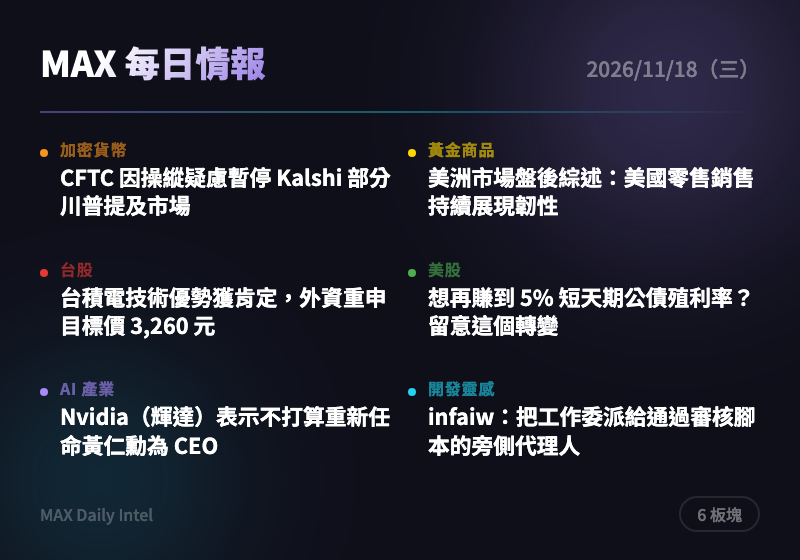 MAX 每日情報
2026/11/18（三）
加密貨幣
CFTC 因操縱疑慮暫停 Kalshi 部分
川普提及市場
黃金商品
美洲市場盤後綜述：美國零售銷售
持續展現韌性
台股
台積電技術優勢獲肯定，外資重申
目標價 3,260 元
美股
想再賺到 5% 短天期公債殖利率？
留意這個轉變
AI 產業
Nvidia（輝達）表示不打算重新任
命黃仁勳為 CEO
開發靈感
infaiw：把工作委派給通過審核腳
本的旁側代理人
MAX Daily Intel
6 板塊